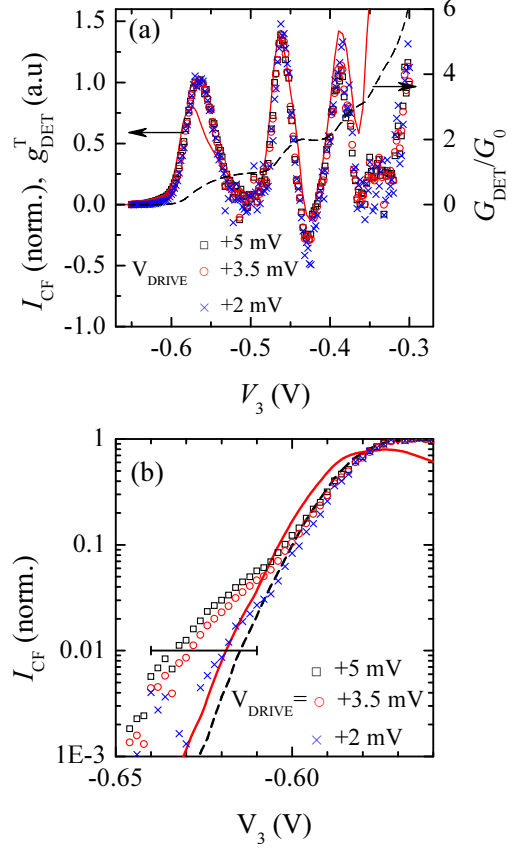 (a)
1.5
1.0
0.5
0.0
-0.5
-1.0
I_CF (norm.), g^T_DET (a.u)
6
4
2
0
G_DET/G_0
V_DRIVE
+5 mV
+3.5 mV
+2 mV
-0.6
-0.5
-0.4
-0.3
V_3 (V)
(b)
1
0.1
0.01
1E-3
I_CF (norm.)
+5 mV
V_DRIVE= +3.5 mV
+2 mV
-0.65
-0.60
V_3 (V)